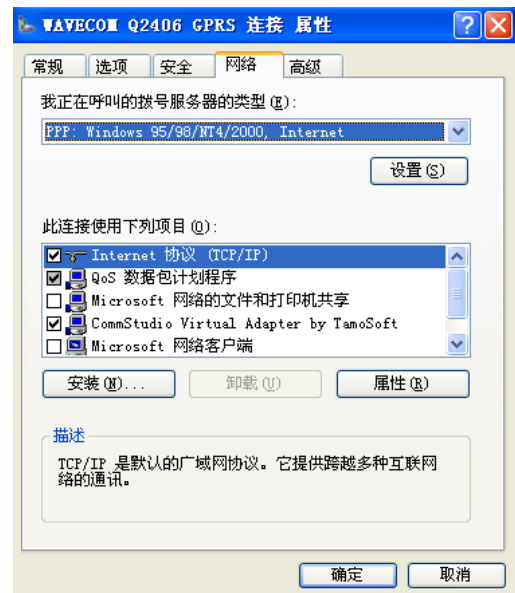 WAVECOM Q2406 GPRS 连接 属性
常规 选项 安全 网络 高级
我正在呼叫的拨号服务器的类型(E):
PPP: Windows 95/98/NT4/2000, Internet
设置(S)
此连接使用下列项目(O):
Internet 协议 (TCP/IP)
QoS 数据包计划程序
Microsoft 网络的文件和打印机共享
CommStudio Virtual Adapter by TamoSoft
Microsoft 网络客户端
安装(N)... 卸载(U) 属性(R)
描述
TCP/IP 是默认的广域网协议。它提供跨越多种互联网
络的通讯。
确定 取消